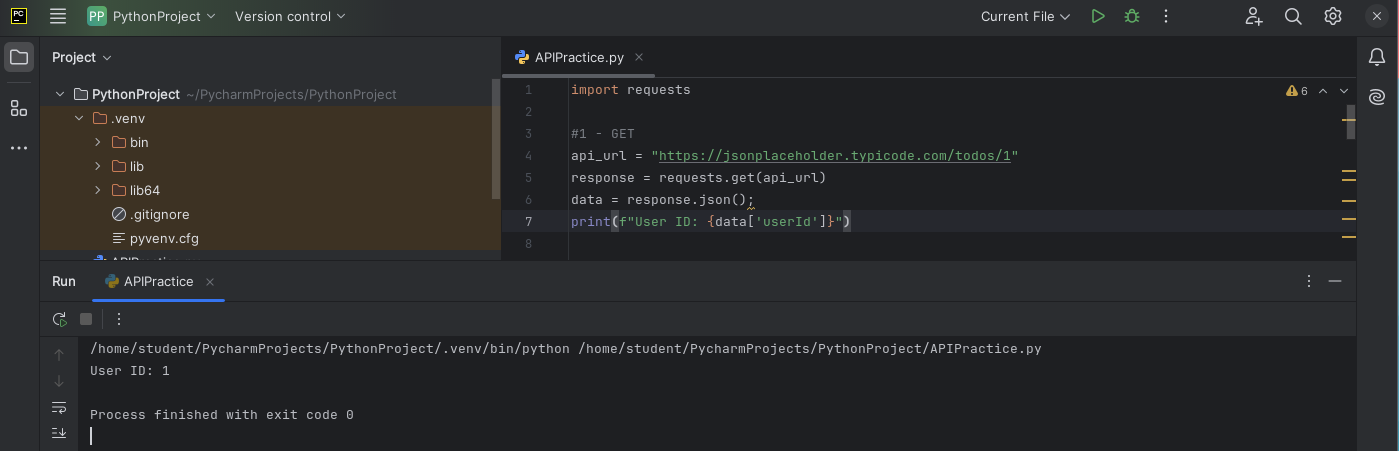 PC
PP PythonProject Version control Current File
Project
APIPractice.py
PythonProject ~/PycharmProjects/PythonProject
.venv
bin
lib
lib64
.gitignore
pyvenv.cfg
6
1 import requests
2
3 #1 - GET
4 api_url = "https://jsonplaceholder.typicode.com/todos/1"
5 response = requests.get(api_url)
6 data = response.json();
7 print(f"User ID: {data['userId']}")
8
Run APIPractice
/home/student/PycharmProjects/PythonProject/.venv/bin/python /home/student/PycharmProjects/PythonProject/APIPractice.py
User ID: 1
Process finished with exit code 0